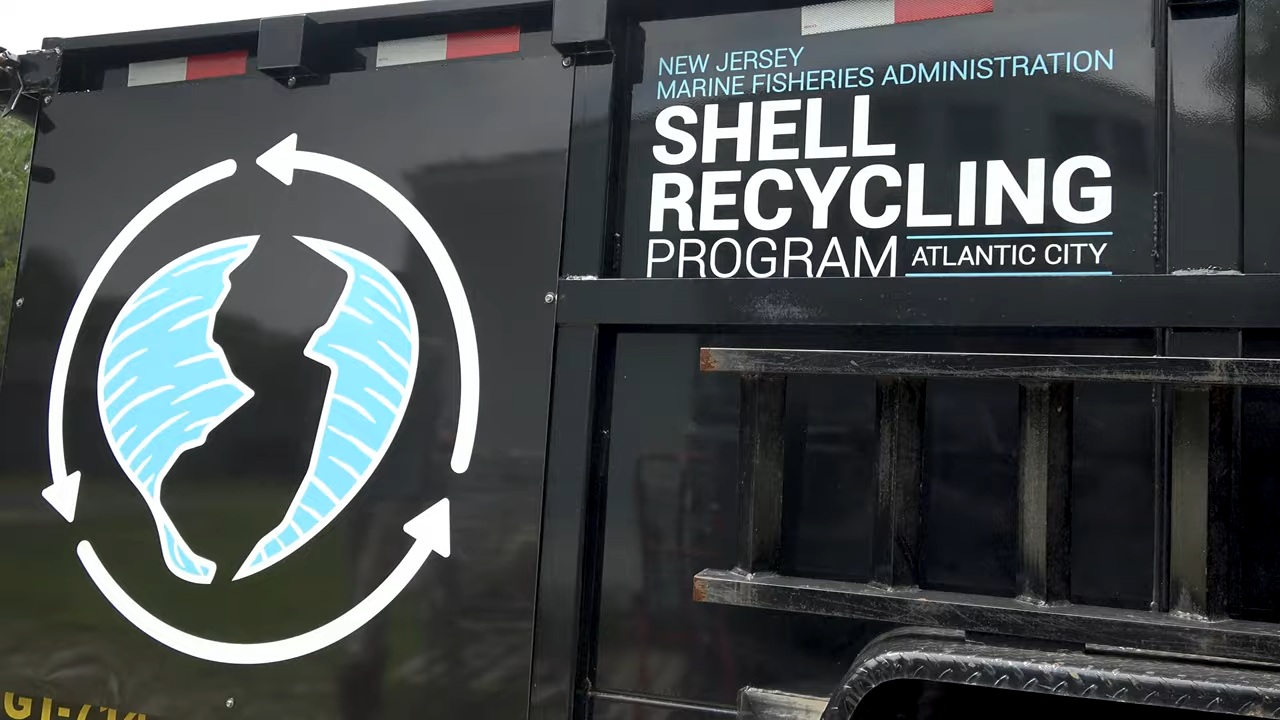 NEW JERSEY
MARINE FISHERIES ADMINISTRATION
SHELL
RECYCLING
PROGRAM ATLANTIC CITY